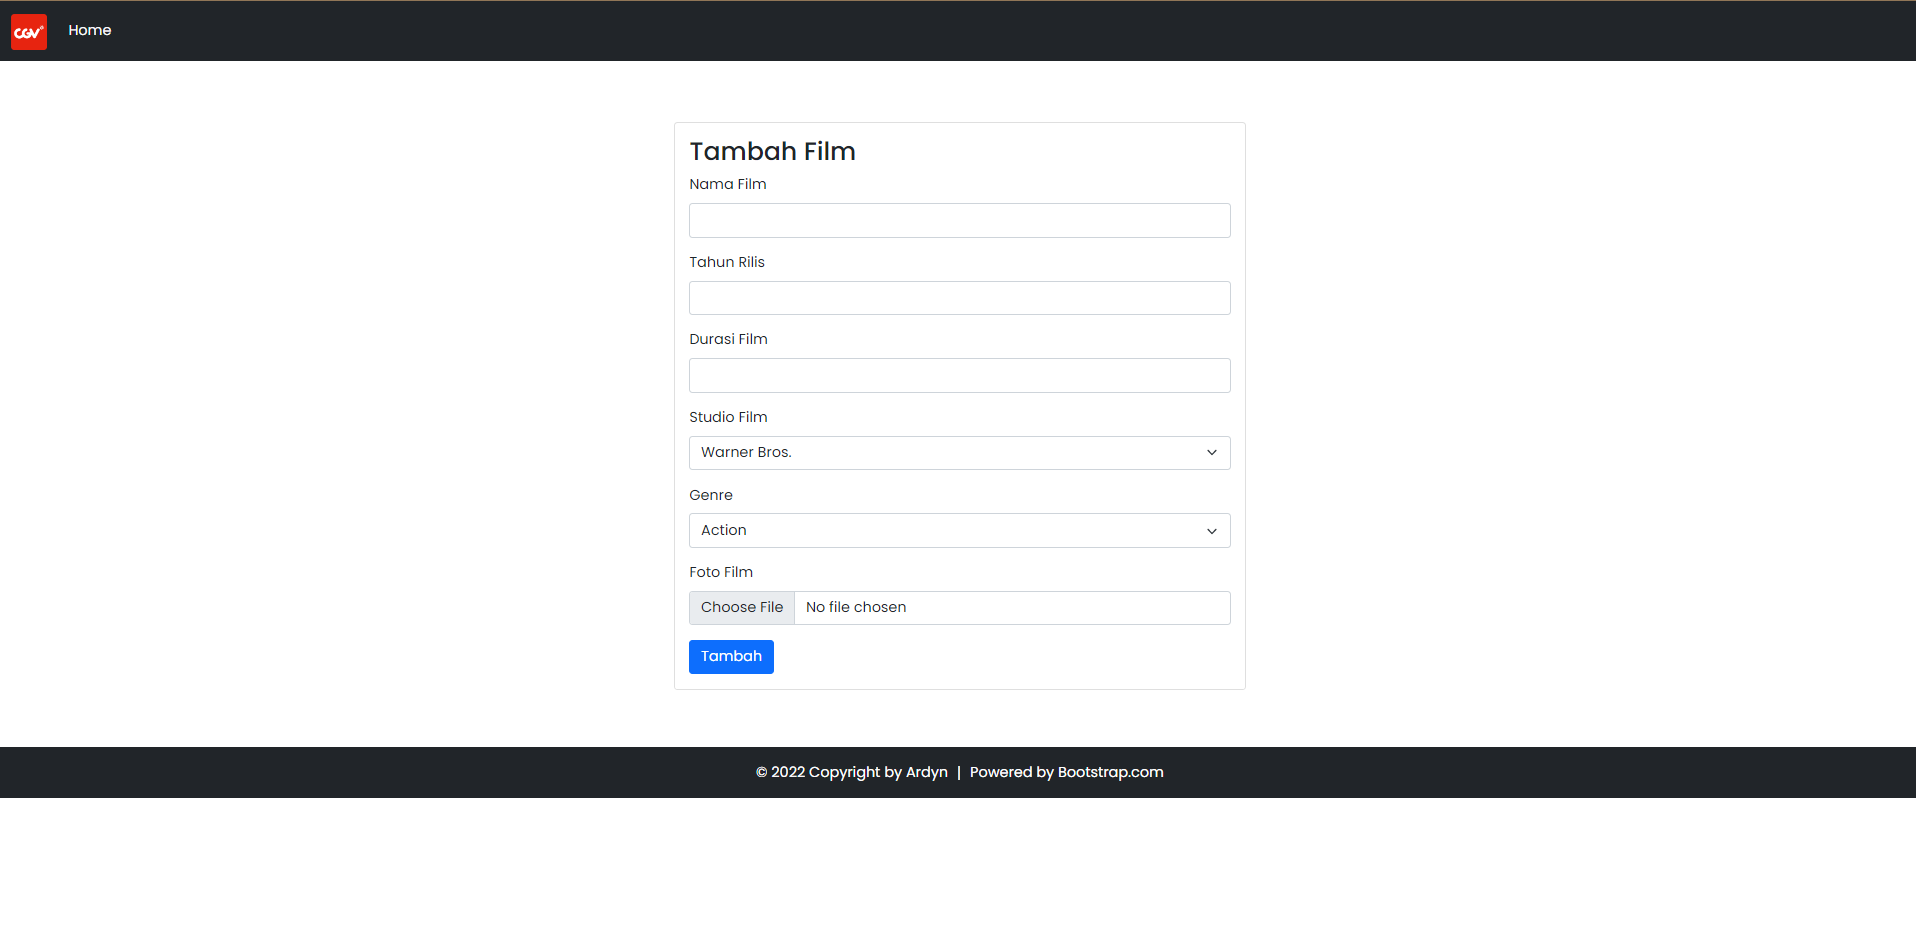 CGV Home
Tambah Film
Nama Film
Tahun Rilis
Durasi Film
Studio Film
Warner Bros.
Genre
Action
Foto Film
Choose File No file chosen
Tambah
© 2022 Copyright by Ardyn | Powered by Bootstrap.com